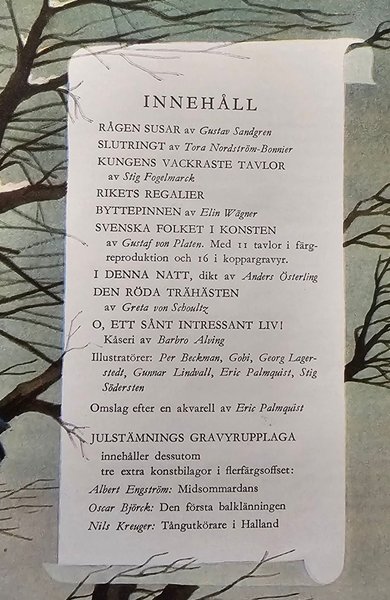 INNEHÅLL
RÅGEN SUSAR av Gustav Sandgren
SLUTRINGT av Tora Nordström-Bonnier
KUNGENS VACKRASTE TAVLOR
av Stig Fogelmarck
RIKETS REGALIER
BYTTEPINNEN av Elin Wägner
SVENSKA FOLKET I KONSTEN
av Gustaf von Platen. Med 11 tavlor i färg-
reproduktion och 16 i koppargravyr.
I DENNA NATT, dikt av Anders Österling
DEN RÖDA TRÄHÄSTEN
av Greta von Schoultz
O, ETT SÅNT INTRESSANT LIV!
Kåseri av Barbro Alving
Illustratörer: Per Beckman, Gobi, Georg Lager-
stedt, Gunnar Lindvall, Eric Palmquist, Stig
Södersten
Omslag efter en akvarell av Eric Palmquist
JULSTÄMNINGS GRAVYRUPPLAGA
innehåller dessutom
tre extra konstbilagor i flerfärgsoffset:
Albert Engström: Midsommardans
Oscar Björck: Den första balklänningen
Nils Kreuger: Tångutkörare i Halland